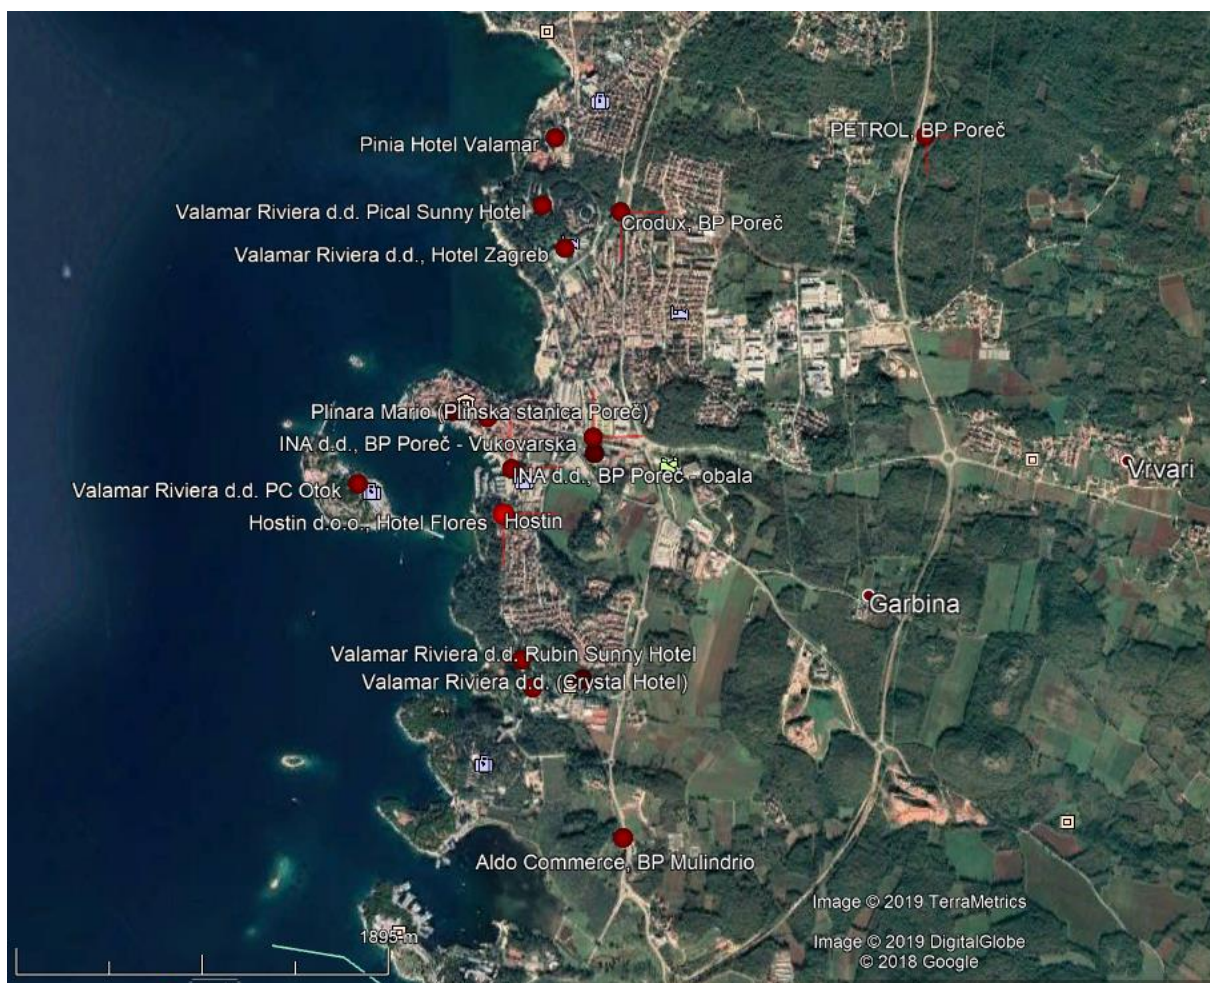 PETROL, BP Poreč
Pinia Hotel Valamar
Valamar Riviera d.d. Pical Sunny Hotel
Crodux, BP Poreč
Valamar Riviera d.d., Hotel Zagreb
Plinara Mario (Plinska stanica Poreč)
INA d.d., BP Poreč - Vukovarska
INA d.d., BP Poreč - obala
Vrvari
Valamar Riviera d.d. PC Otok
Hostin d.o.o., Hotel Flores
Hostin
Garbina
Valamar Riviera d.d. Rubin Sunny Hotel
Valamar Riviera d.d. (Crystal Hotel)
Aldo Commerce, BP Mulindrio
Image © 2019 TerraMetrics
1895 m
Image © 2019 DigitalGlobe
© 2018 Google